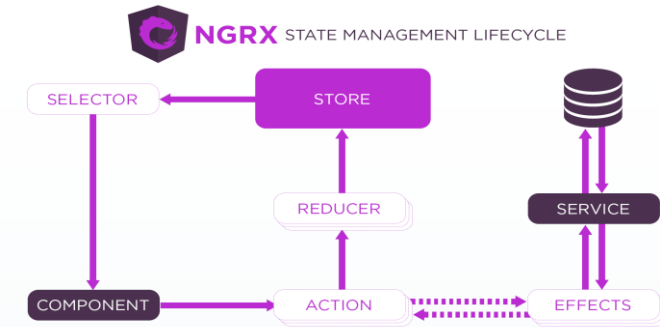 NGRX STATE MANAGEMENT LIFECYCLE
SELECTOR
STORE
REDUCER
SERVICE
COMPONENT
ACTION
EFFECTS